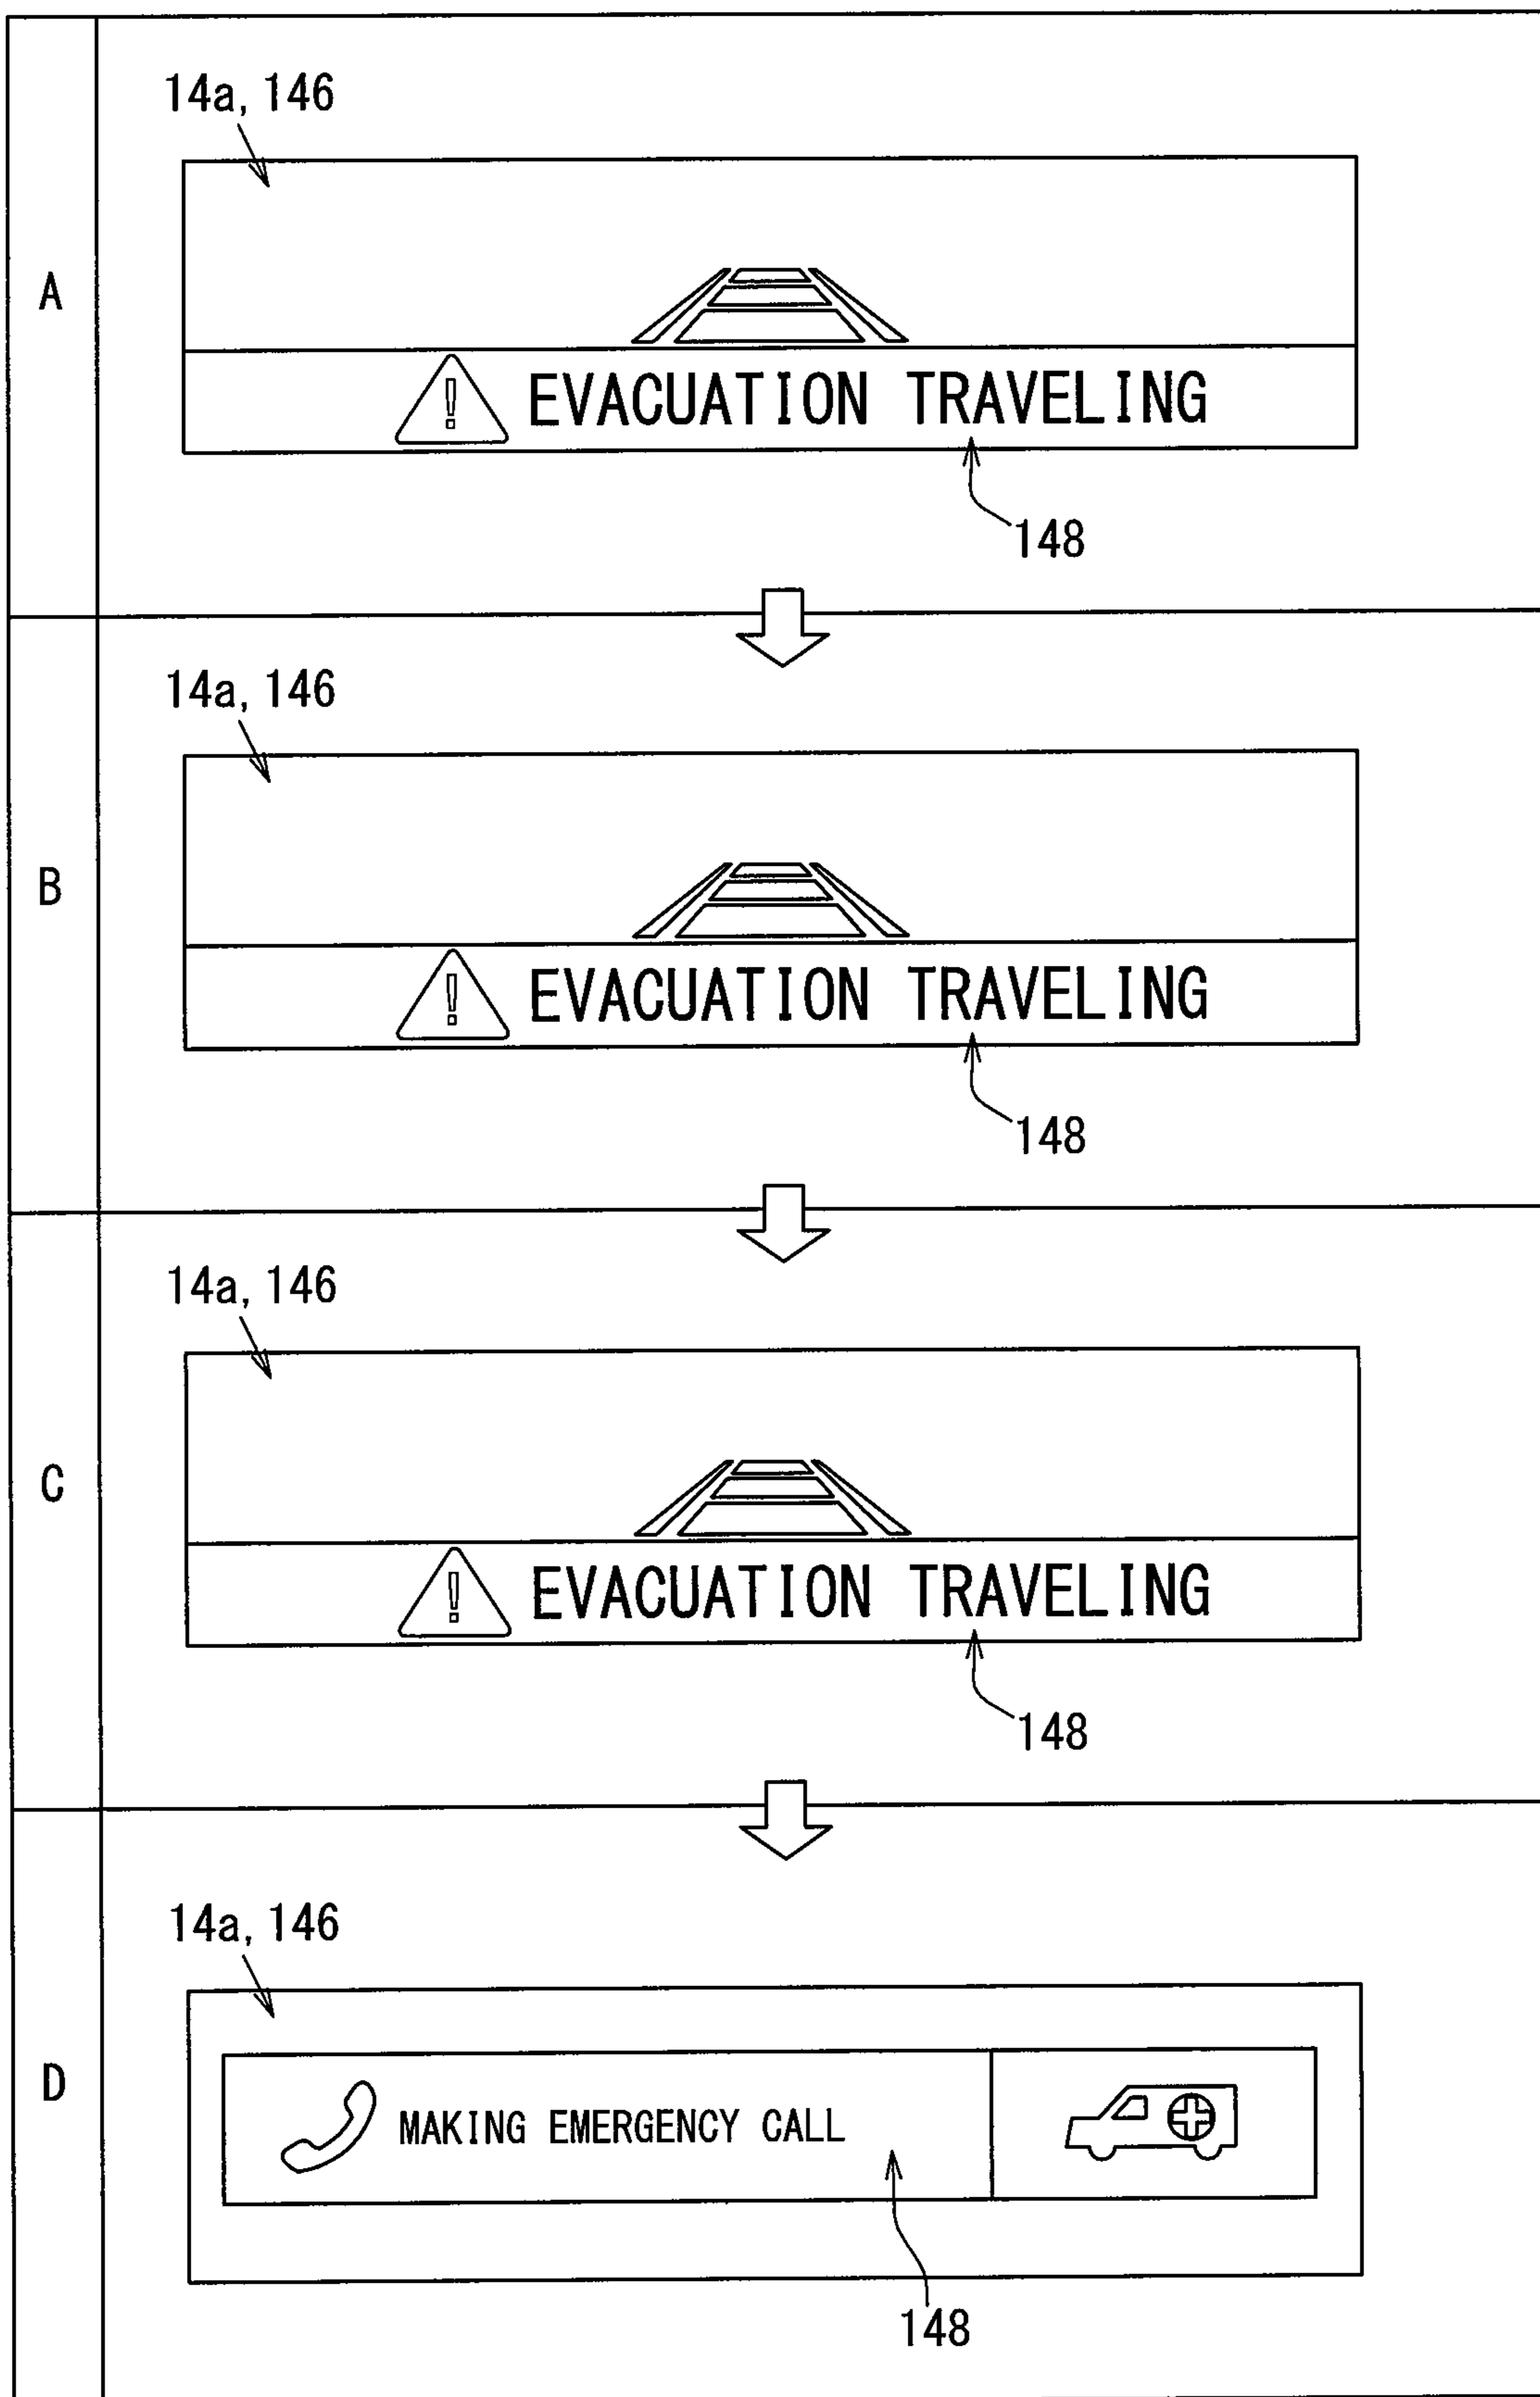 14a, 146
A
! EVACUATION TRAVELING
148
14a, 146
B
! EVACUATION TRAVELING
148
14a, 146
C
! EVACUATION TRAVELING
148
14a, 146
D
MAKING EMERGENCY CALL
148